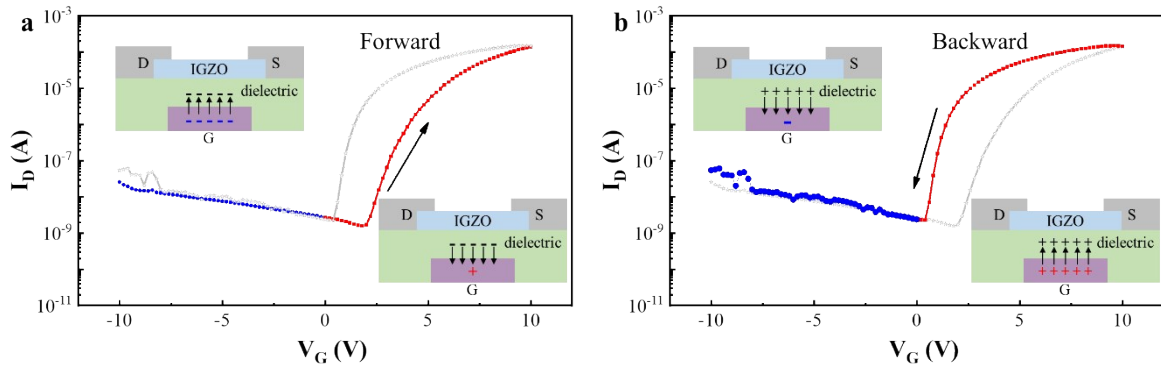 a
Forward
10⁻³
10⁻⁵
10⁻⁷
10⁻⁹
10⁻¹¹
I_D (A)
D
S
IGZO
dielectric
G
D
S
IGZO
dielectric
G
-10
-5
0
5
10
V_G (V)
b
Backward
10⁻³
10⁻⁵
10⁻⁷
10⁻⁹
10⁻¹¹
I_D (A)
D
S
IGZO
dielectric
+ + + + +
G
D
S
IGZO
dielectric
+ + + + +
+ + + + +
G
-10
-5
0
5
10
V_G (V)